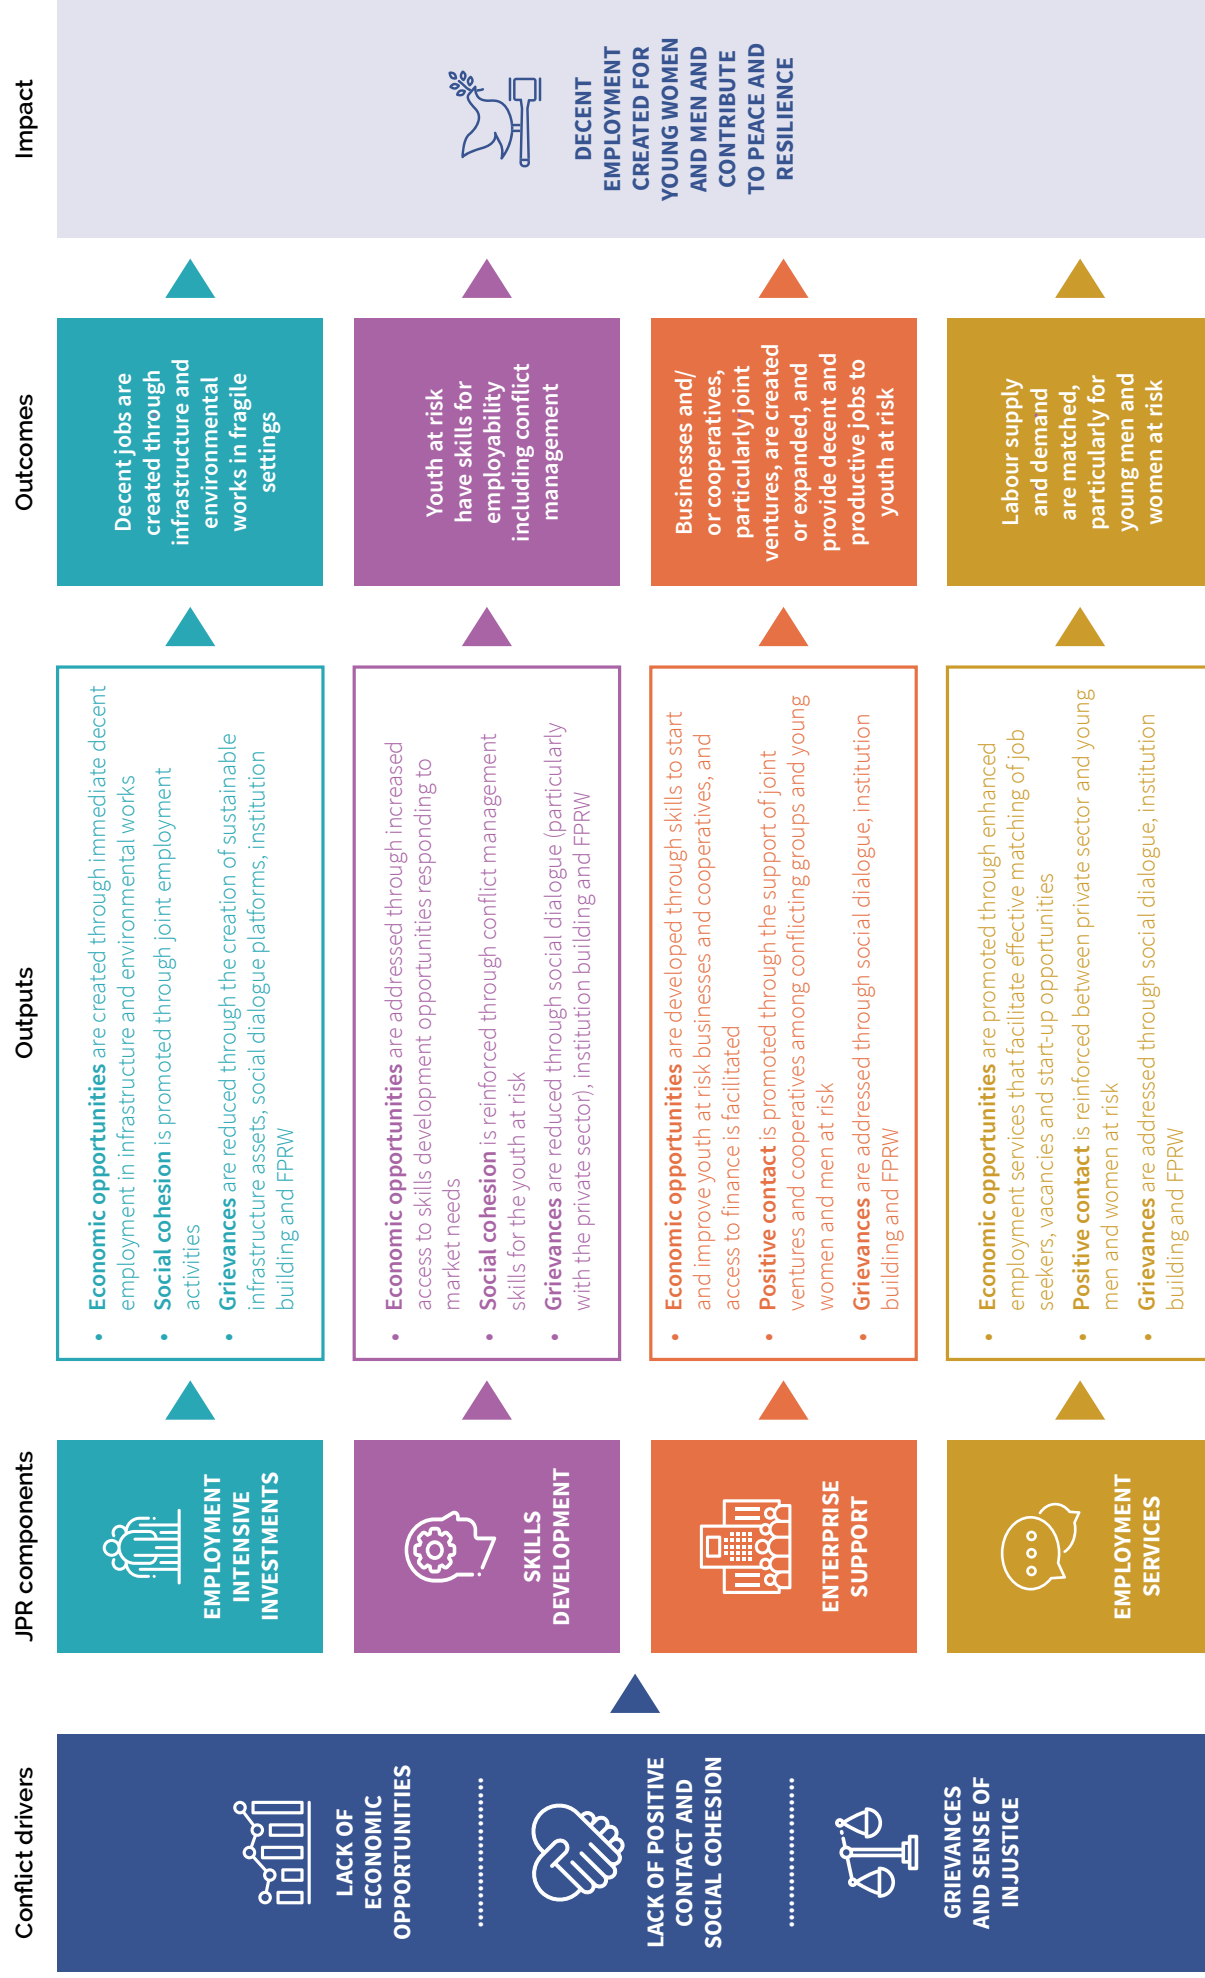 Conflict drivers
JPR components
Outputs
Outcomes
Impact
LACK OF
ECONOMIC
OPPORTUNITIES
LACK OF POSITIVE
CONTACT AND
SOCIAL COHESION
GRIEVANCES
AND SENSE OF
INJUSTICE
EMPLOYMENT
INTENSIVE
INVESTMENTS
• Economic opportunities are created through immediate decent
employment in infrastructure and environmental works
• Social cohesion is promoted through joint employment
activities
• Grievances are reduced through the creation of sustainable
infrastructure assets, social dialogue platforms, institution
building and FPRW
Decent jobs are
created through
infrastructure and
environmental
works in fragile
settings
SKILLS
DEVELOPMENT
• Economic opportunities are addressed through increased
access to skills development opportunities responding to
market needs
• Social cohesion is reinforced through conflict management
skills for the youth at risk
• Grievances are reduced through social dialogue (particularly
with the private sector), institution building and FPRW
Youth at risk
have skills for
employability
including conflict
management
ENTERPRISE
SUPPORT
• Economic opportunities are developed through skills to start
and improve youth at risk businesses and cooperatives, and
access to finance is facilitated
• Positive contact is promoted through the support of joint
ventures and cooperatives among conflicting groups and young
women and men at risk
• Grievances are addressed through social dialogue, institution
building and FPRW
Businesses and/
or cooperatives,
particularly joint
ventures, are created
or expanded, and
provide decent and
productive jobs to
youth at risk
EMPLOYMENT
SERVICES
• Economic opportunities are promoted through enhanced
employment services that facilitate effective matching of job
seekers, vacancies and start-up opportunities
• Positive contact is reinforced between private sector and young
men and women at risk
• Grievances are addressed through social dialogue, institution
building and FPRW
Labour supply
and demand
are matched,
particularly for
young men and
women at risk
DECENT
EMPLOYMENT
CREATED FOR
YOUNG WOMEN
AND MEN AND
CONTRIBUTE
TO PEACE AND
RESILIENCE